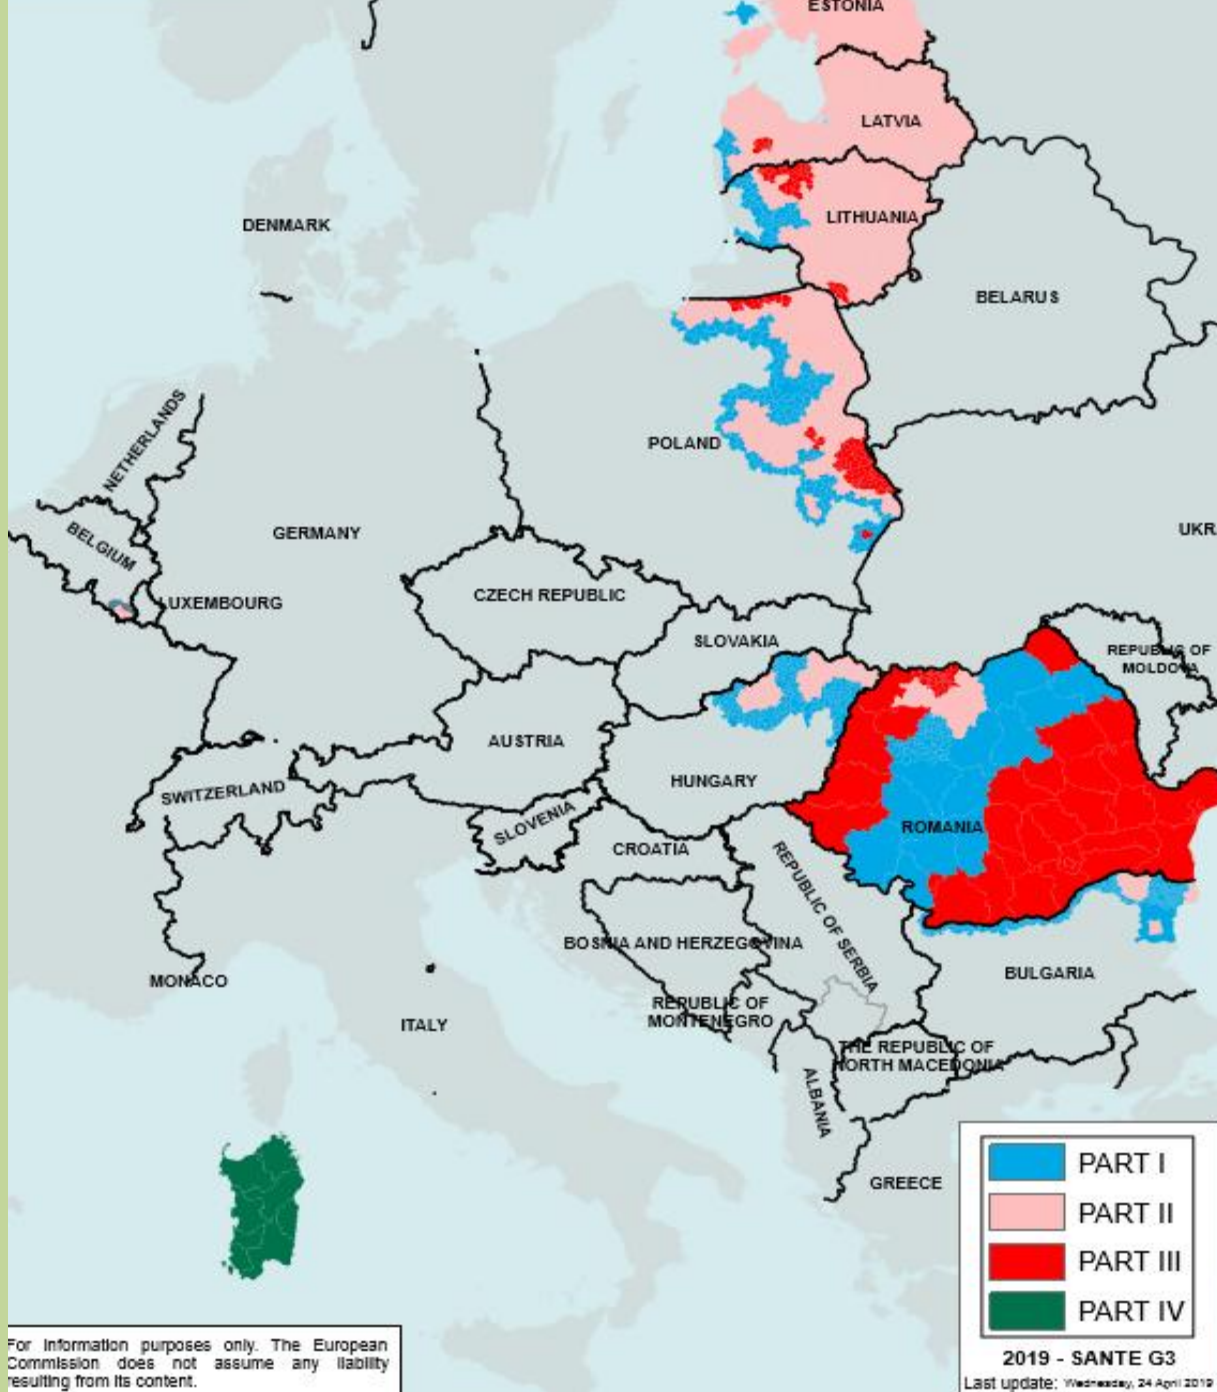 ESTONIA
LATVIA
LITHUANIA
DENMARK
BELARUS
NETHERLANDS
POLAND
BELGIUM
GERMANY
UKR
CZECH REPUBLIC
LUXEMBOURG
SLOVAKIA
REPUBLIC OF
MOLDOVA
AUSTRIA
HUNGARY
SWITZERLAND
SLOVENIA
ROMANIA
CROATIA
REPUBLIC OF SERBIA
BOSNIA AND HERZEGOVINA
BULGARIA
MONACO
REPUBLIC OF
MONTENEGRO
ITALY
THE REPUBLIC OF
NORTH MACEDONIA
ALBANIA
GREECE
PART I
PART II
PART III
PART IV
2019 - SANTE G3
Last update: Wednesday, 24 April 2019
For information purposes only. The European
Commission does not assume any liability
resulting from its content.